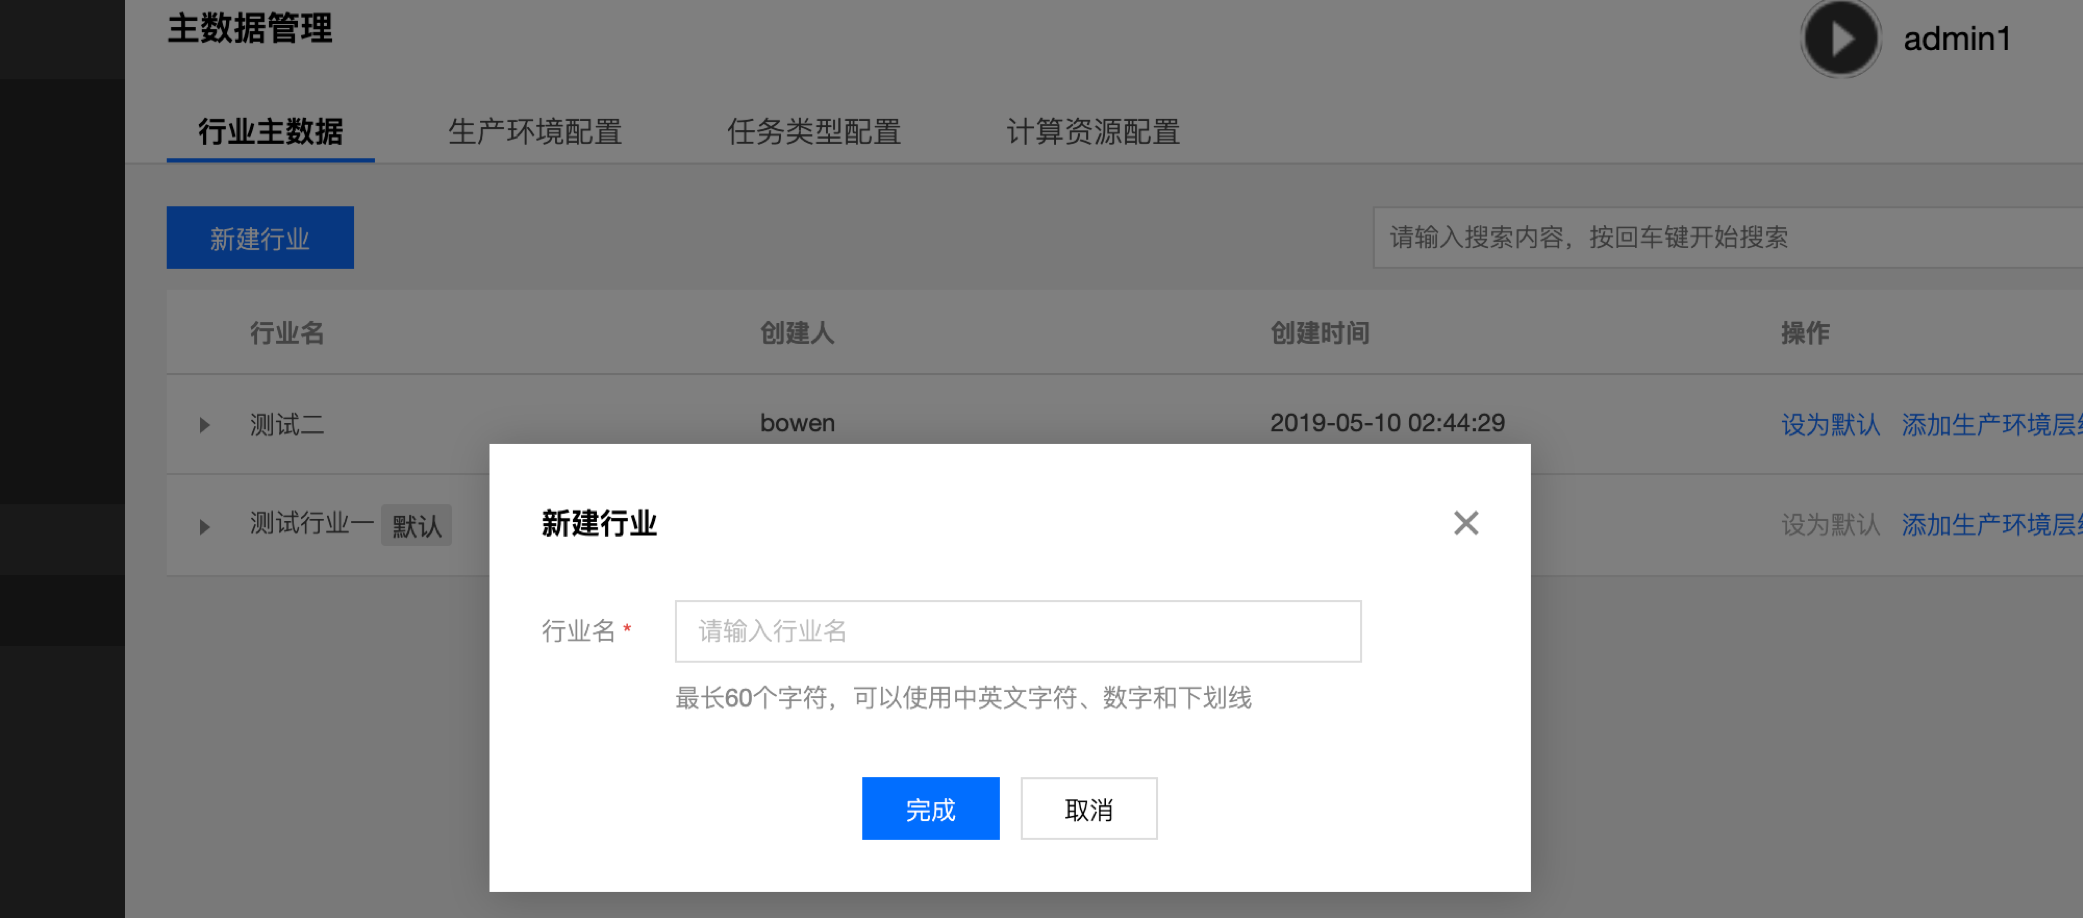 主数据管理
admin1
行业主数据 生产环境配置 任务类型配置 计算资源配置
新建行业
请输入搜索内容，按回车键开始搜索
行业名 创建人 创建时间 操作
测试二 bowen 2019-05-10 02:44:29 设为默认 添加生产环境层
测试行业一 默认 设为默认 添加生产环境层
新建行业
行业名 * 请输入行业名
最长60个字符，可以使用中英文字符、数字和下划线
完成 取消